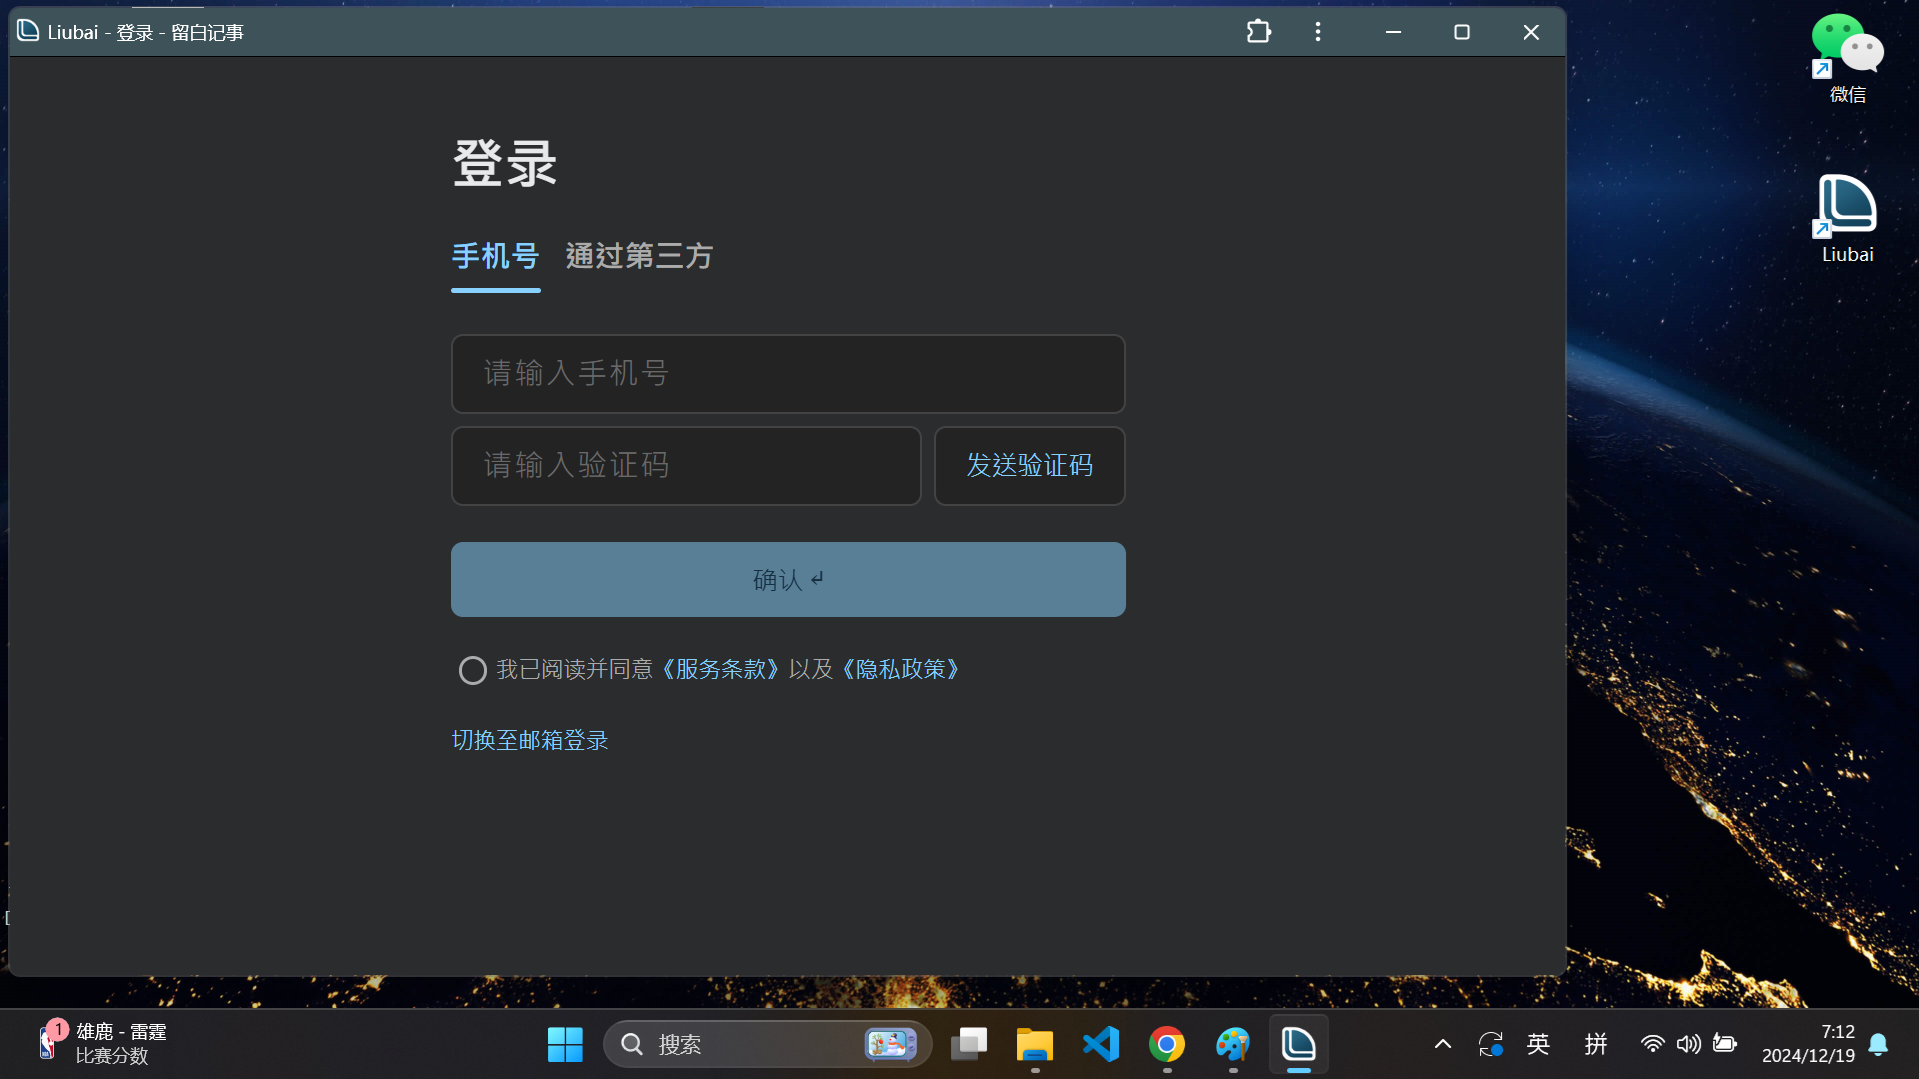 Liubai - 登录 - 留白记事
微信
Liubai
登录
手机号 通过第三方
请输入手机号
请输入验证码 发送验证码
确认 ↵
我已阅读并同意《服务条款》以及《隐私政策》
切换至邮箱登录
1
雄鹿 - 雷霆
比赛分数
搜索
英 拼
7:12
2024/12/19